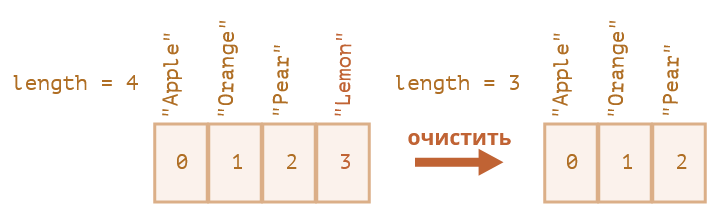 length = 4
"Apple"
"Orange"
"Pear"
"Lemon"
0 1 2 3
очистить
length = 3
"Apple"
"Orange"
"Pear"
0 1 2